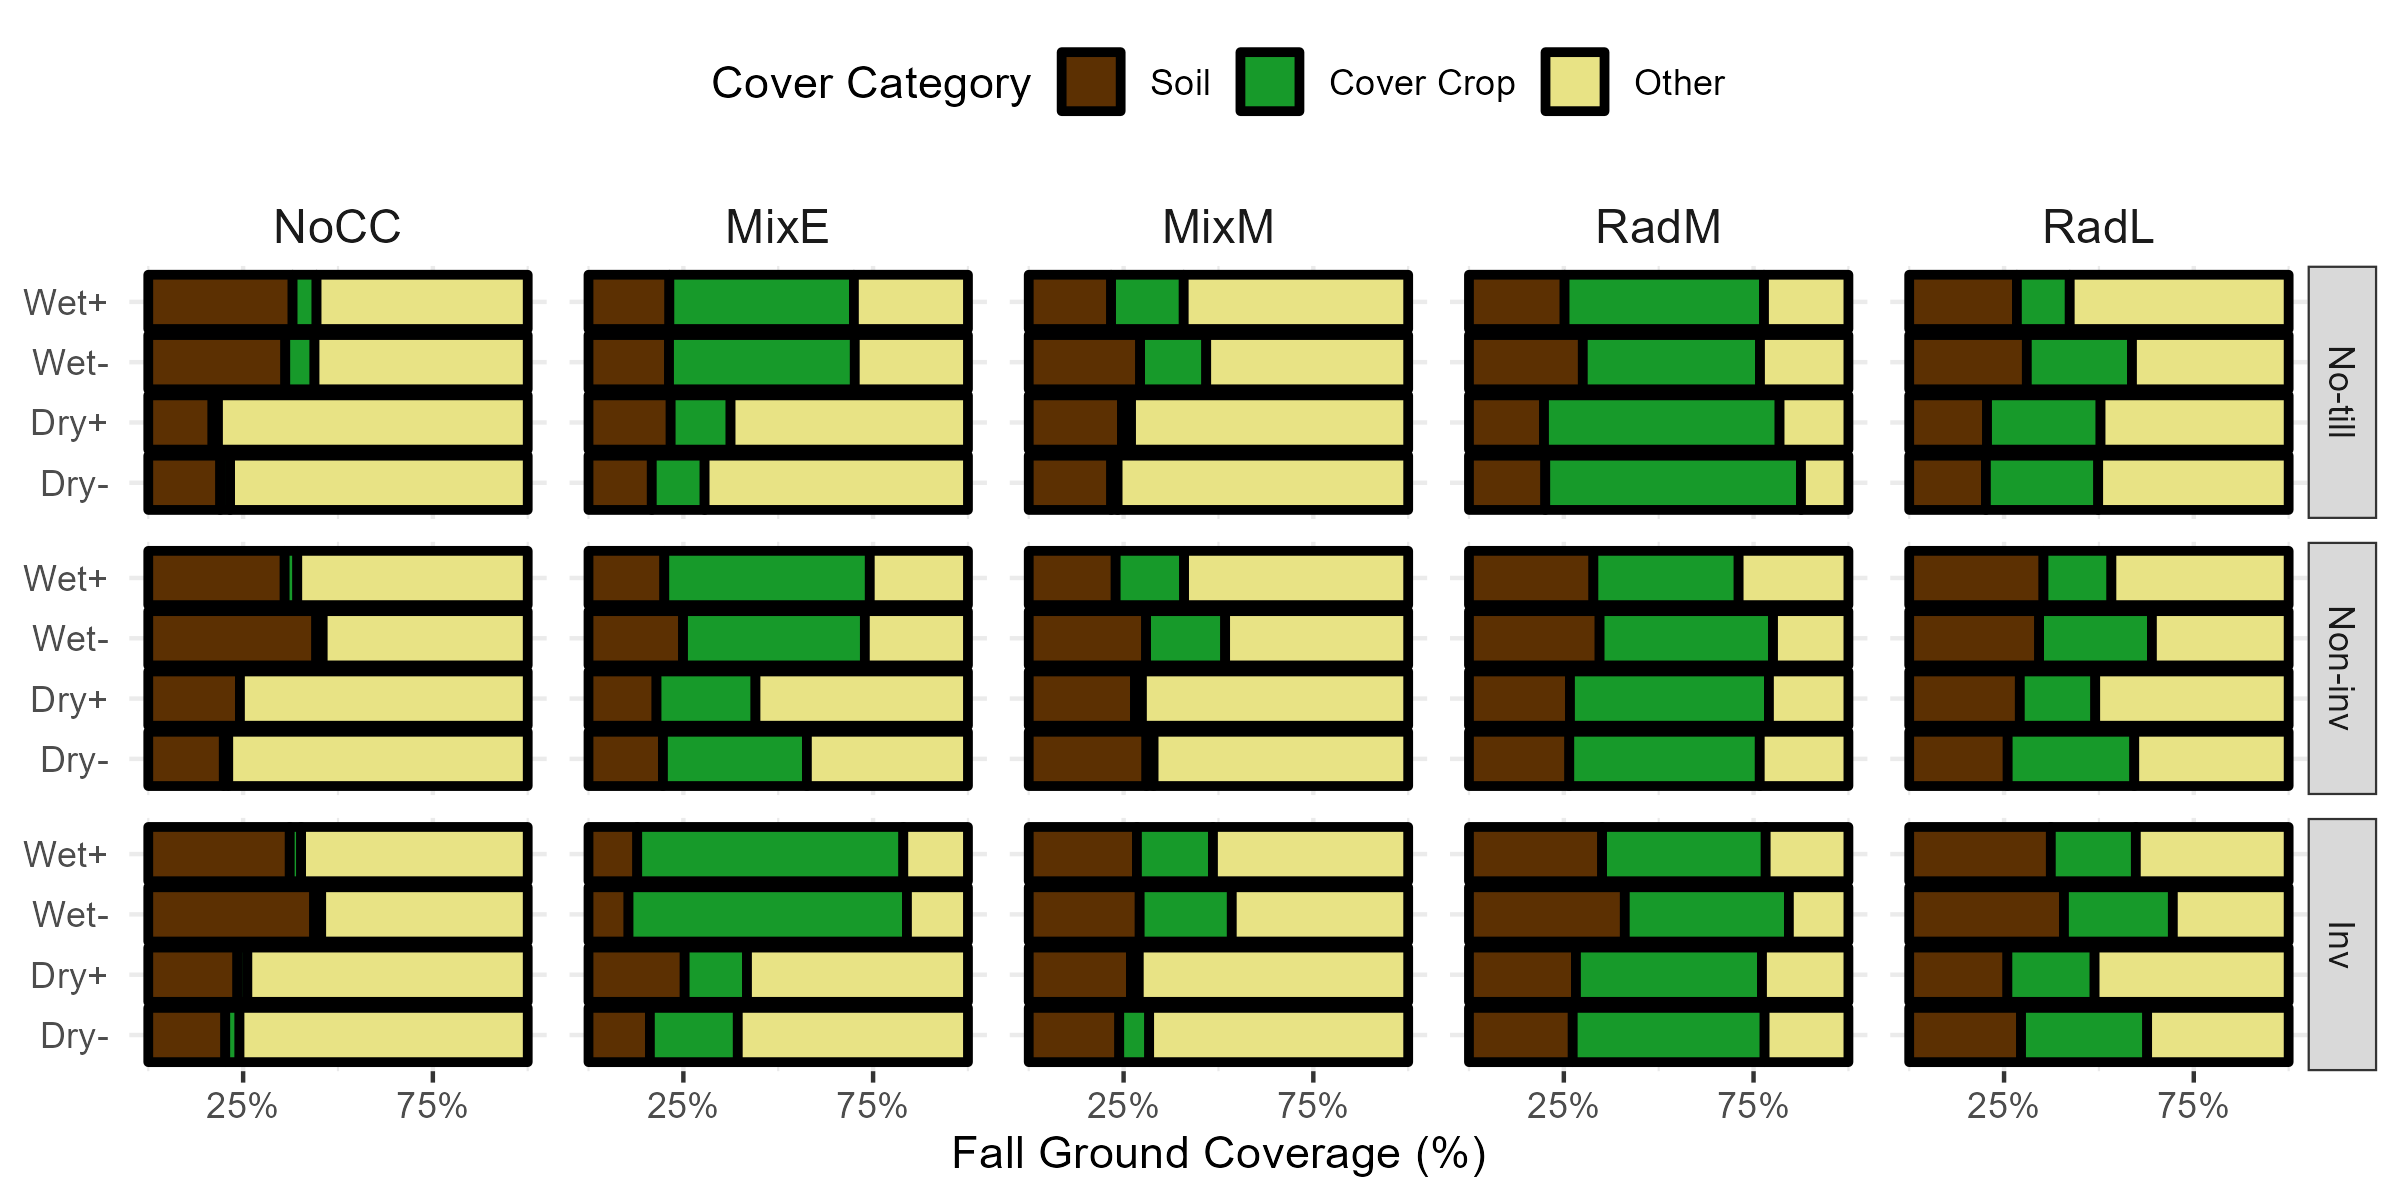 Cover Category Soil Cover Crop Other
NoCC MixE MixM RadM RadL
Wet+
Wet-
Dry+
Dry-
No-till
Wet+
Wet-
Dry+
Dry-
Non-inv
Wet+
Wet-
Dry+
Dry-
Inv
25% 75% 25% 75% 25% 75% 25% 75% 25% 75%
Fall Ground Coverage (%)